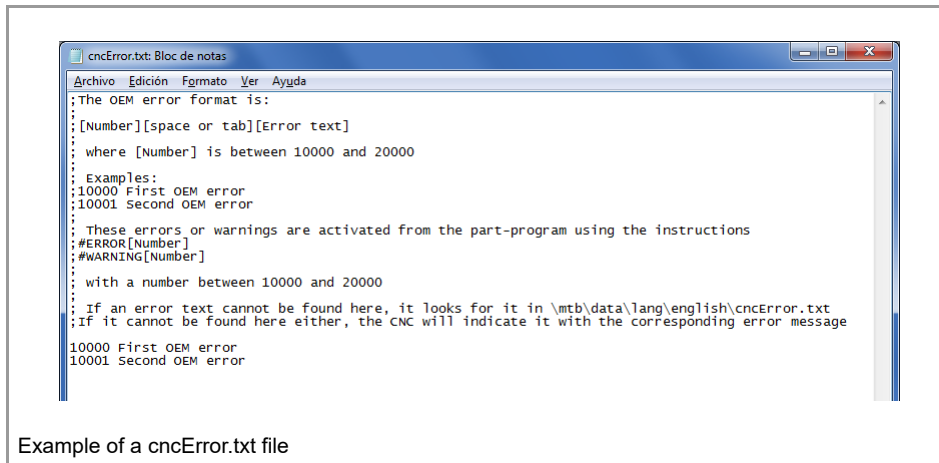 cncError.txt: Bloc de notas
Archivo Edición Formato Ver Ayuda
;The OEM error format is:
;
;[Number][space or tab][Error text]
;
; where [Number] is between 10000 and 20000
;
; Examples:
;10000 First OEM error
;10001 Second OEM error
;
; These errors or warnings are activated from the part-program using the instructions
;#ERROR[Number]
;#WARNING[Number]
;
; with a number between 10000 and 20000
;
; If an error text cannot be found here, it looks for it in \mtb\data\lang\english\cncError.txt
;If it cannot be found here either, the CNC will indicate it with the corresponding error message
10000 First OEM error
10001 Second OEM error
Example of a cncError.txt file